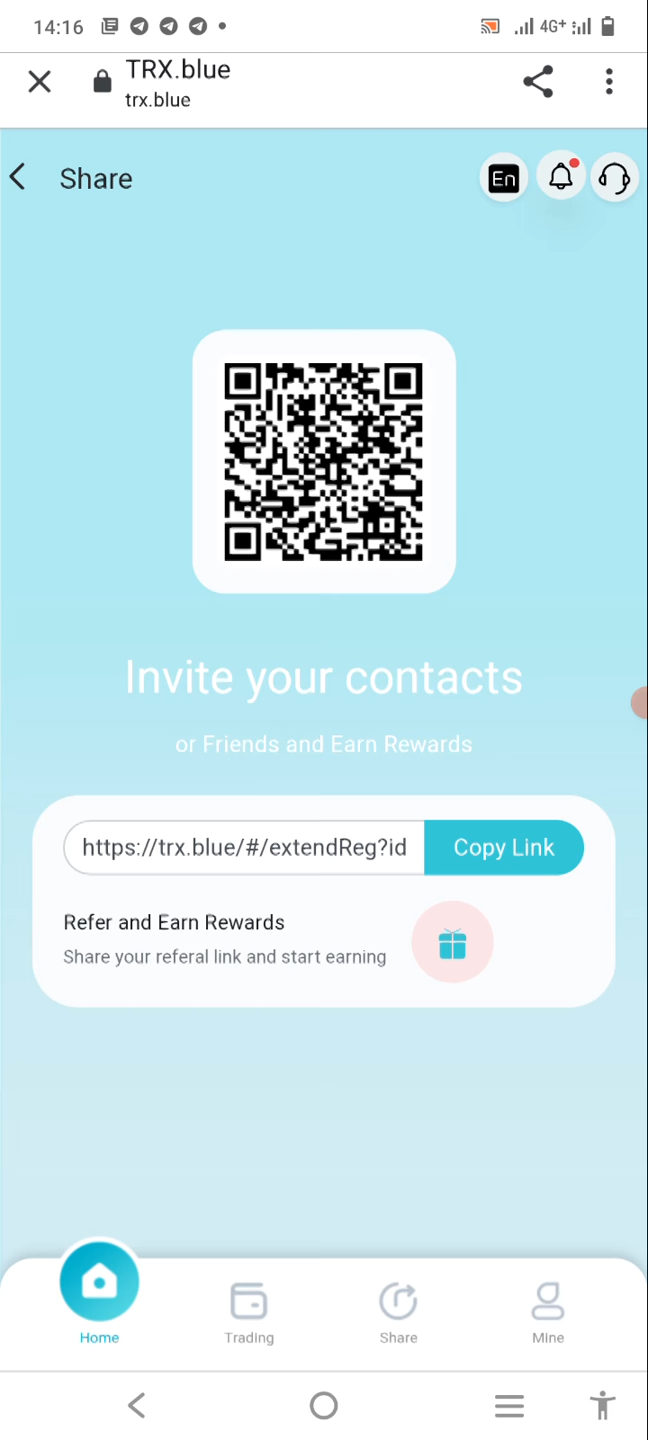 14:16
4G+
TRX.blue
trx.blue
Share
En
Invite your contacts
or Friends and Earn Rewards
https://trx.blue/#/extendReg?id
Copy Link
Refer and Earn Rewards
Share your referal link and start earning
Home
Trading
Share
Mine